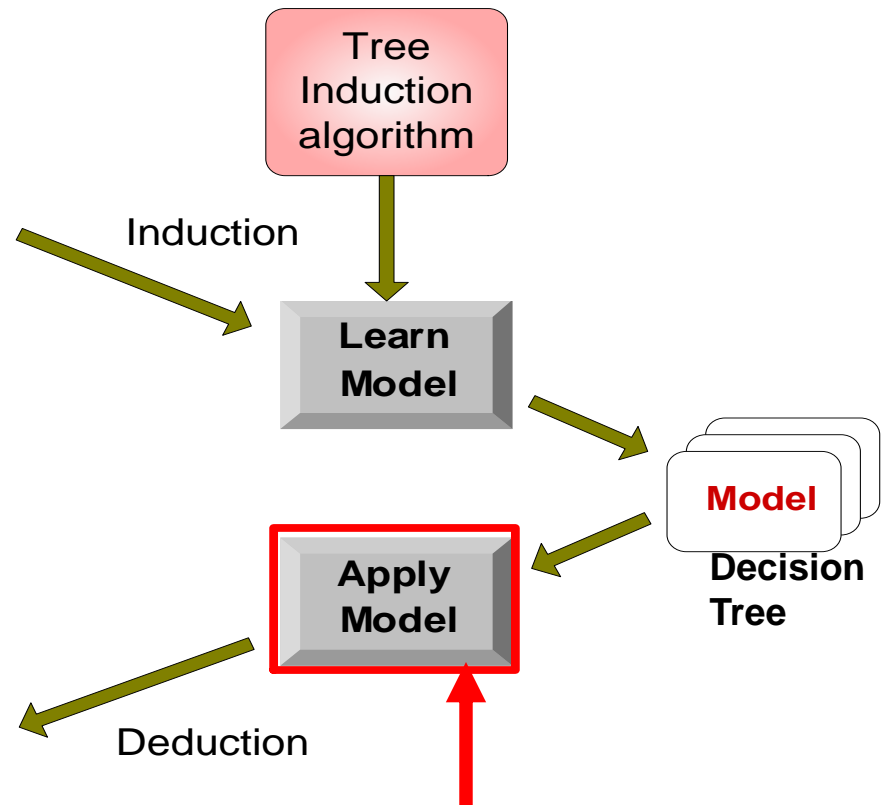 Tree
Induction
algorithm
Induction
Learn
Model
Model
Decision
Tree
Apply
Model
Deduction